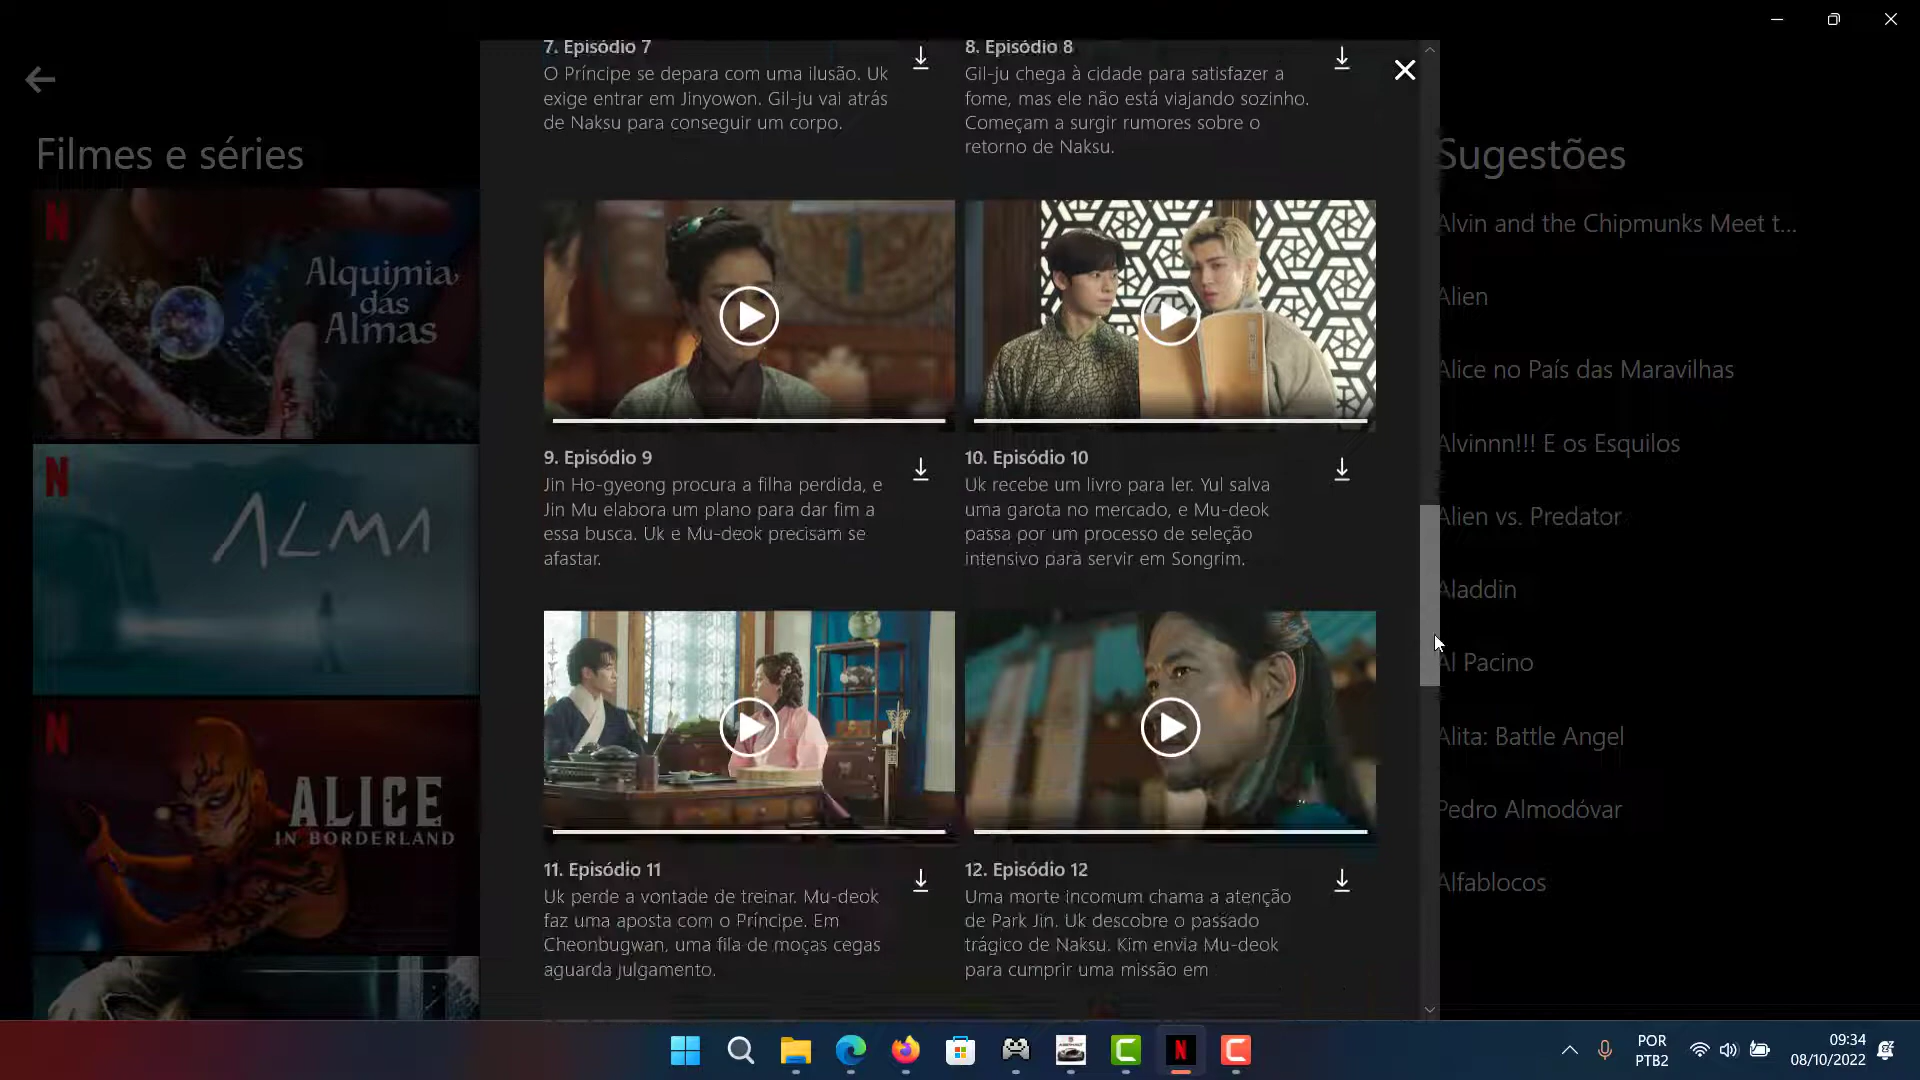 Filmes e séries
N
Alquimia
das
Almas
N
ALMA
N
ALICE
IN BORDERLAND
7. Episódio 7
O Príncipe se depara com uma ilusão. Uk
exige entrar em Jinyowon. Gil-ju vai atrás
de Naksu para conseguir um corpo.
8. Episódio 8
Gil-ju chega à cidade para satisfazer a
fome, mas ele não está viajando sozinho.
Começam a surgir rumores sobre o
retorno de Naksu.
9. Episódio 9
Jin Ho-gyeong procura a filha perdida, e
Jin Mu elabora um plano para dar fim a
essa busca. Uk e Mu-deok precisam se
afastar.
10. Episódio 10
Uk recebe um livro para ler. Yul salva
uma garota no mercado, e Mu-deok
passa por um processo de seleção
intensivo para servir em Songrim.
11. Episódio 11
Uk perde a vontade de treinar. Mu-deok
faz uma aposta com o Príncipe. Em
Cheonbugwan, uma fila de moças cegas
aguarda julgamento.
12. Episódio 12
Uma morte incomum chama a atenção
de Park Jin. Uk descobre o passado
trágico de Naksu. Kim envia Mu-deok
para cumprir uma missão em
Sugestões
Alvin and the Chipmunks Meet t...
Alien
Alice no País das Maravilhas
Alvinnn!!! E os Esquilos
Alien vs. Predator
Aladdin
Al Pacino
Alita: Battle Angel
Pedro Almodóvar
Alfablocos
N
POR
PTB2
09:34
08/10/2022